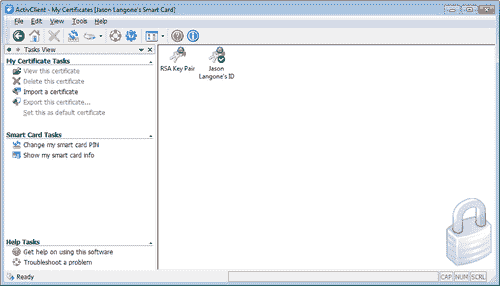 ActivClient - My Certificates [Jason Langone's Smart Card]
File Edit View Tools Help
Tasks View
My Certificate Tasks
View this certificate
Delete this certificate
Import a certificate
Export this certificate...
Set this as default certificate
Smart Card Tasks
Change my smart card PIN
Show my smart card info
Help Tasks
Get help on using this software
Troubleshoot a problem
RSA Key Pair
Jason
Langone's ID
Ready
CAP NUM SCRL